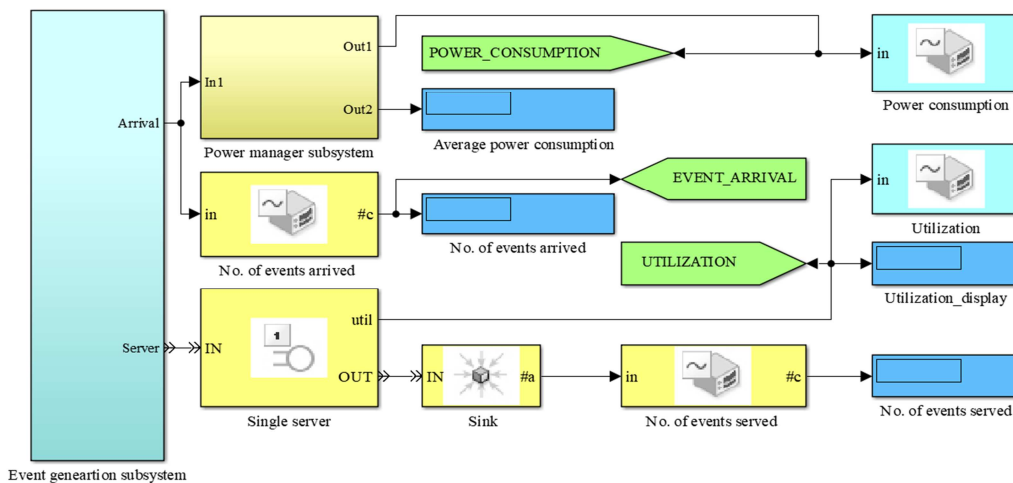 Out1
POWER_CONSUMPTION
in
Power consumption
In1
Arrival
Out2
Power manager subsystem
Average power consumption
in
#c
EVENT_ARRIVAL
in
Utilization
No. of events arrived
No. of events arrived
UTILIZATION
Utilization_display
util
Server
IN
1
OUT
IN
#a
in
#c
Single server
Sink
No. of events served
No. of events served
Event geneartion subsystem